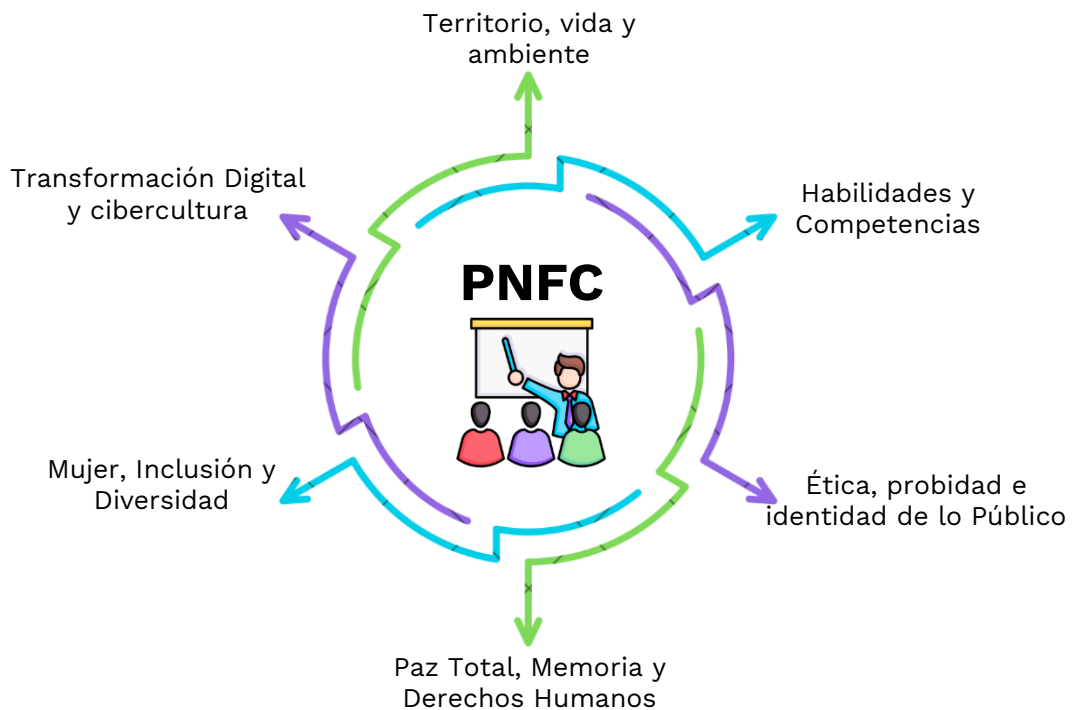 Territorio, vida y
ambiente
Transformación Digital
y cibercultura
Habilidades y
Competencias
PNFC
Mujer, Inclusión y
Diversidad
Ética, probidad e
identidad de lo Público
Paz Total, Memoria y
Derechos Humanos